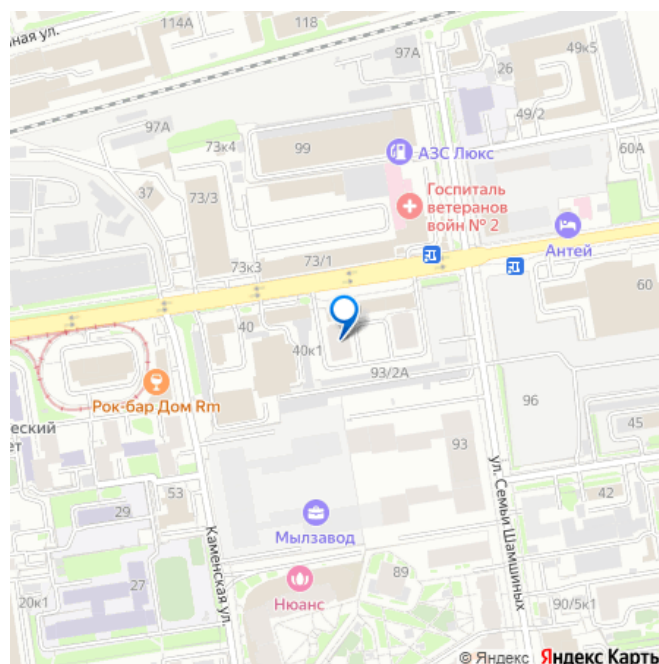 ная ул.
114А
118
97А
49к5
26
49/2
97А
73к4
99
АЗС Люкс
60А
37
73/3
Госпиталь
ветеранов
войн № 2
Антей
73к3
73/1
60
40
40к1
93/2А
Рок-бар Дом Rm
96
еский
ет
93
45
ул. Семьи Шамшиных
53
42
29
Мылзавод
Каменская ул.
27
Нюанс
89
20к1
90/5к1
© Яндекс Яндекс Карты